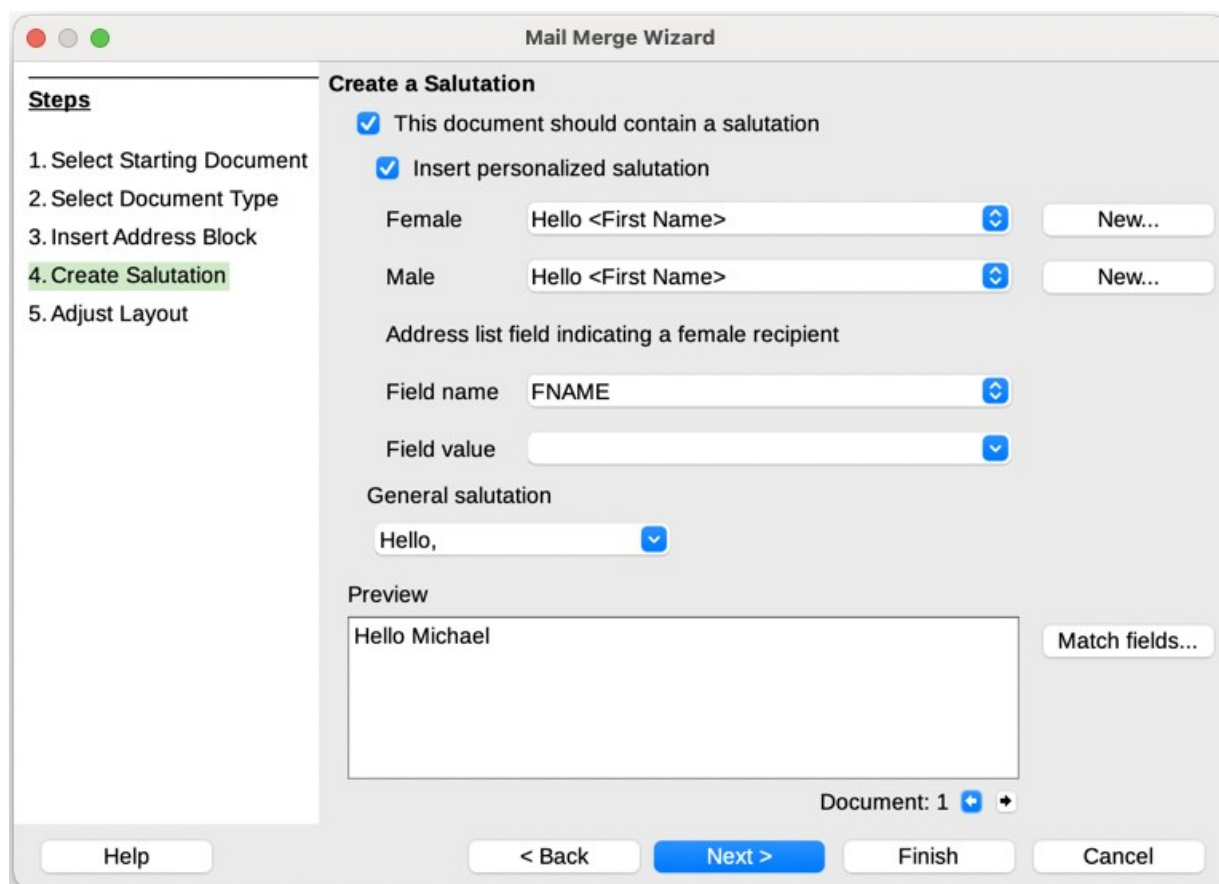 Mail Merge Wizard
Steps
1. Select Starting Document
2. Select Document Type
3. Insert Address Block
4. Create Salutation
5. Adjust Layout
Create a Salutation
This document should contain a salutation
Insert personalized salutation
Female Hello <First Name> New...
Male Hello <First Name> New...
Address list field indicating a female recipient
Field name FNAME
Field value
General salutation
Hello,
Preview
Hello Michael
Match fields...
Document: 1
Help < Back Next > Finish Cancel